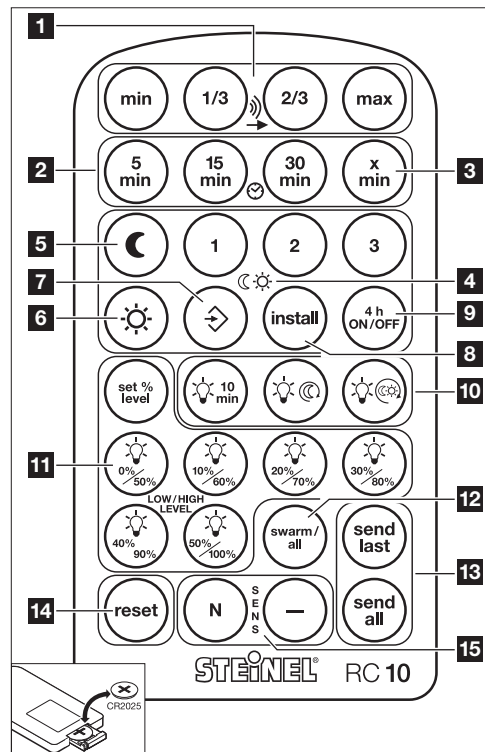 1
min 1/3 2/3 max
2
5 min 15 min 30 min x min
3
5
1 2 3
7
4
6
install
4 h ON/OFF
9
8
set % level
10 min
10
11
0%/50% 10%/60% 20%/70% 30%/80%
LOW/HIGH LEVEL
12
40%/90% 50%/100%
swarm/all
send last
13
14
reset
N
SENS
—
send all
15
STEINEL® RC 10
CR2025